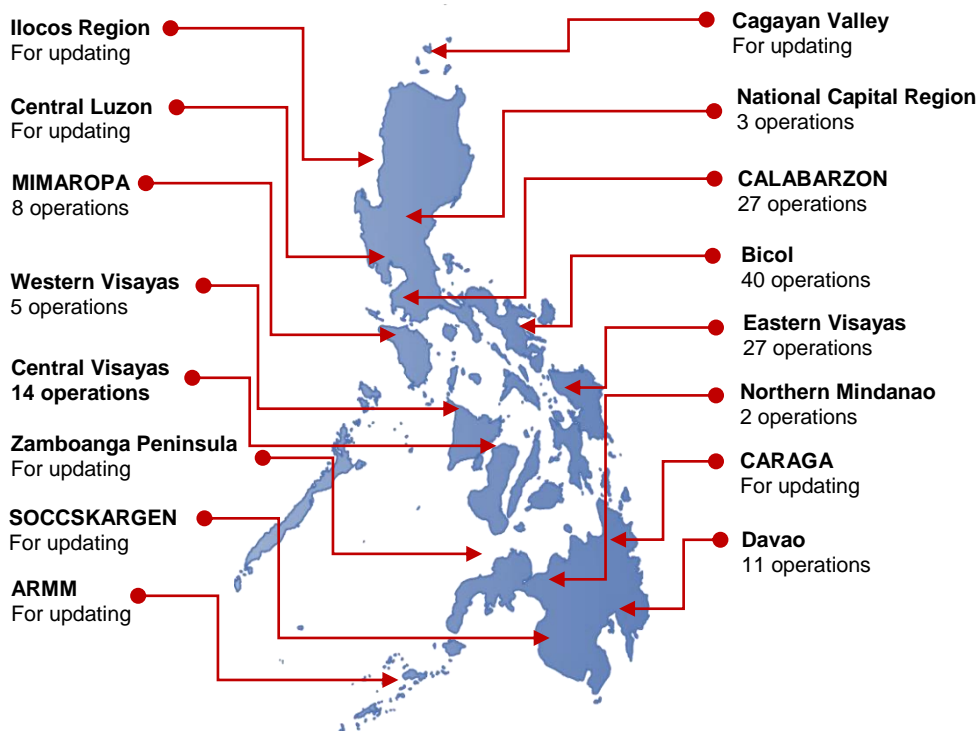 Ilocos Region
For updating
Central Luzon
For updating
MIMAROPA
8 operations
Western Visayas
5 operations
Central Visayas
14 operations
Zamboanga Peninsula
For updating
SOCCSKARGEN
For updating
ARMM
For updating
Cagayan Valley
For updating
National Capital Region
3 operations
CALABARZON
27 operations
Bicol
40 operations
Eastern Visayas
27 operations
Northern Mindanao
2 operations
CARAGA
For updating
Davao
11 operations